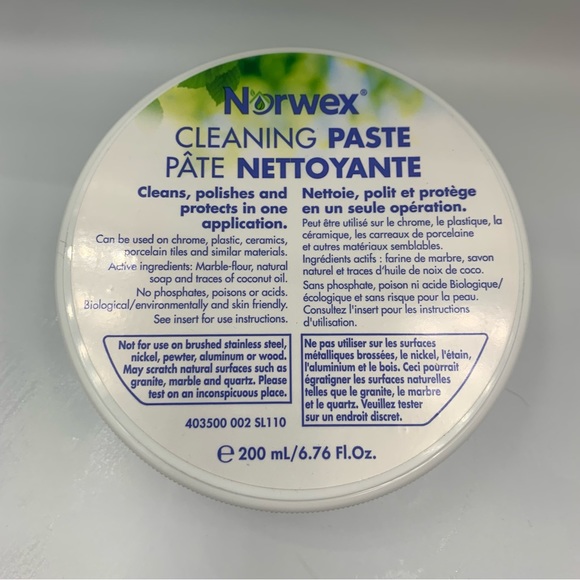 Norwex®
CLEANING PASTE
PÂTE NETTOYANTE
Cleans, polishes and
protects in one
application.
Can be used on chrome, plastic, ceramics,
porcelain tiles and similar materials.
Active ingredients: Marble-flour, natural
soap and traces of coconut oil.
No phosphates, poisons or acids.
Biological/environmentally and skin friendly.
See insert for use instructions.
Nettoie, polit et protège
en un seule opération.
Peut être utilisé sur le chrome, le plastique, la
céramique, les carreaux de porcelaine
et autres matériaux semblables.
Ingrédients actifs : farine de marbre, savon
naturel et traces d'huile de noix de coco.
Sans phosphate, poison ni acide Biologique/
écologique et sans risque pour la peau.
Consultez l'insert pour les instructions
d'utilisation.
Not for use on brushed stainless steel,
nickel, pewter, aluminum or wood.
May scratch natural surfaces such as
granite, marble and quartz. Please
test on an inconspicuous place.
Ne pas utiliser sur les surfaces
métalliques brossées, le nickel, l'étain,
l'aluminium et le bois. Ceci pourrait
égratigner les surfaces naturelles
telles que le granite, le marbre
et le quartz. Veuillez tester
sur un endroit discret.
403500 002 SL110
℮ 200 mL/6.76 Fl.Oz.